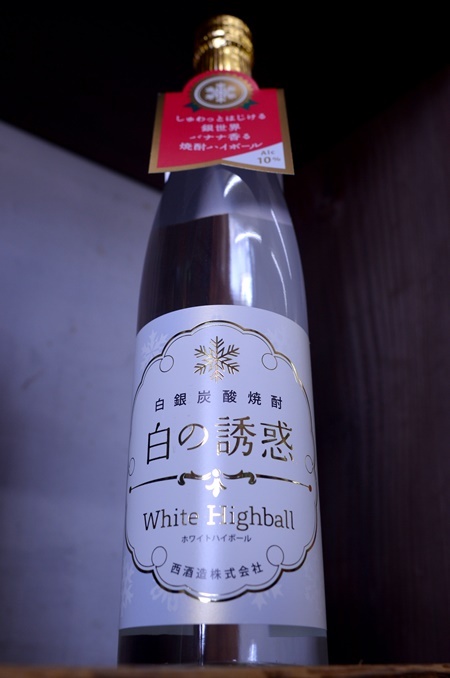 しゅわっとはじける
銀世界
バナナ香る
焼酎ハイボール
Alc
10%
白銀炭酸焼酎
白の誘惑
White Highball
ホワイトハイボール
西酒造株式会社